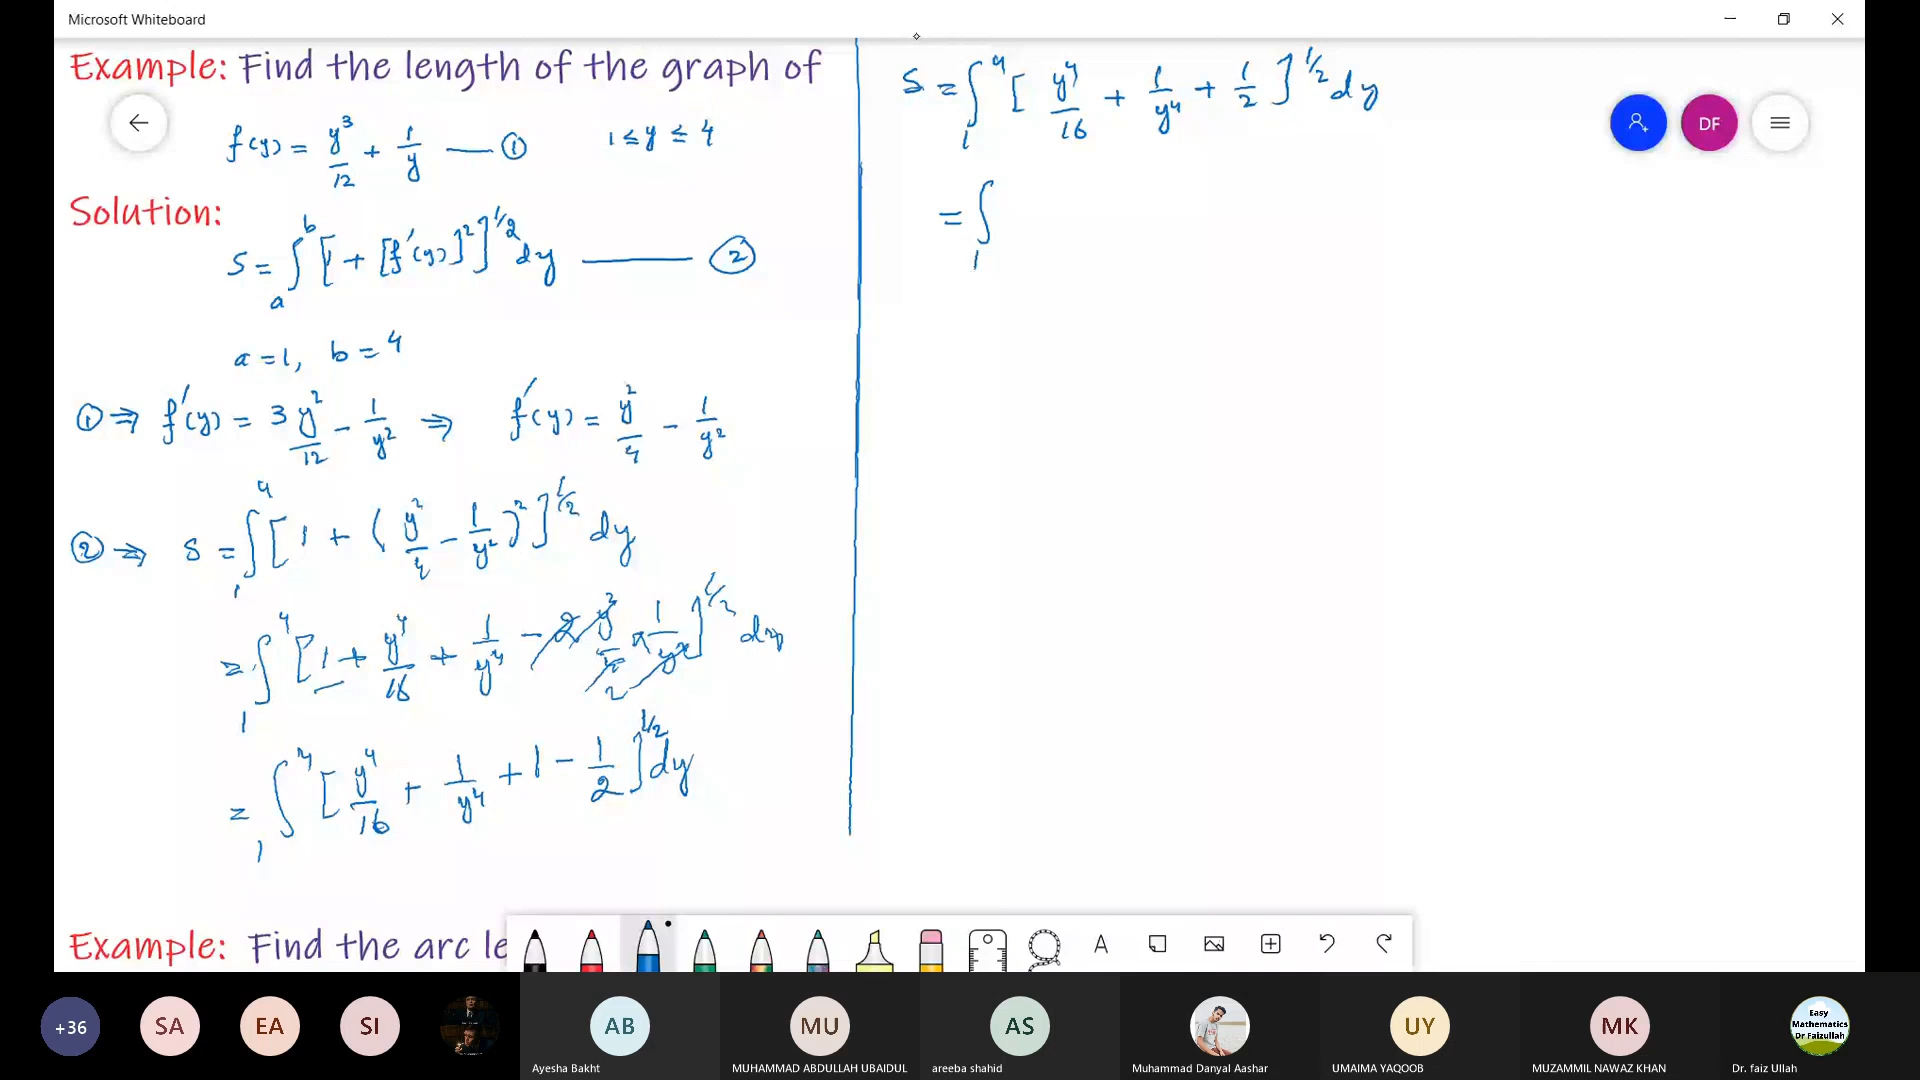 Microsoft Whiteboard
Example: Find the length of the graph of
f(y) = y³/12 + 1/y —— ① 1 ≤ y ≤ 4
Solution:
S = ∫ₐᵇ [1 + [f'(y)]²]^1/2 dy ——— ②
a = 1, b = 4
① ⇒ f'(y) = 3y²/12 - 1/y² ⇒ f'(y) = y²/4 - 1/y²
② ⇒ S = ∫₁⁴ [1 + (y²/4 - 1/y²)²]^1/2 dy
= ∫₁⁴ [1 + y⁴/16 + 1/y⁴ - 2 y²/4 × 1/y²]^1/2 dy
2
= ∫₁⁴ [y⁴/16 + 1/y⁴ + 1 - 1/2]^1/2 dy
Example: Find the arc le
S = ∫₁⁴ [y⁴/16 + 1/y⁴ + 1/2]^1/2 dy
= ∫₁
DF
A
+36
SA
EA
SI
AB
Ayesha Bakht
MU
MUHAMMAD ABDULLAH UBAIDUL
AS
areeba shahid
Muhammad Danyal Aashar
UY
UMAIMA YAQOOB
MK
MUZAMMIL NAWAZ KHAN
Easy
Mathematics
Dr Faizullah
Dr. faiz Ullah